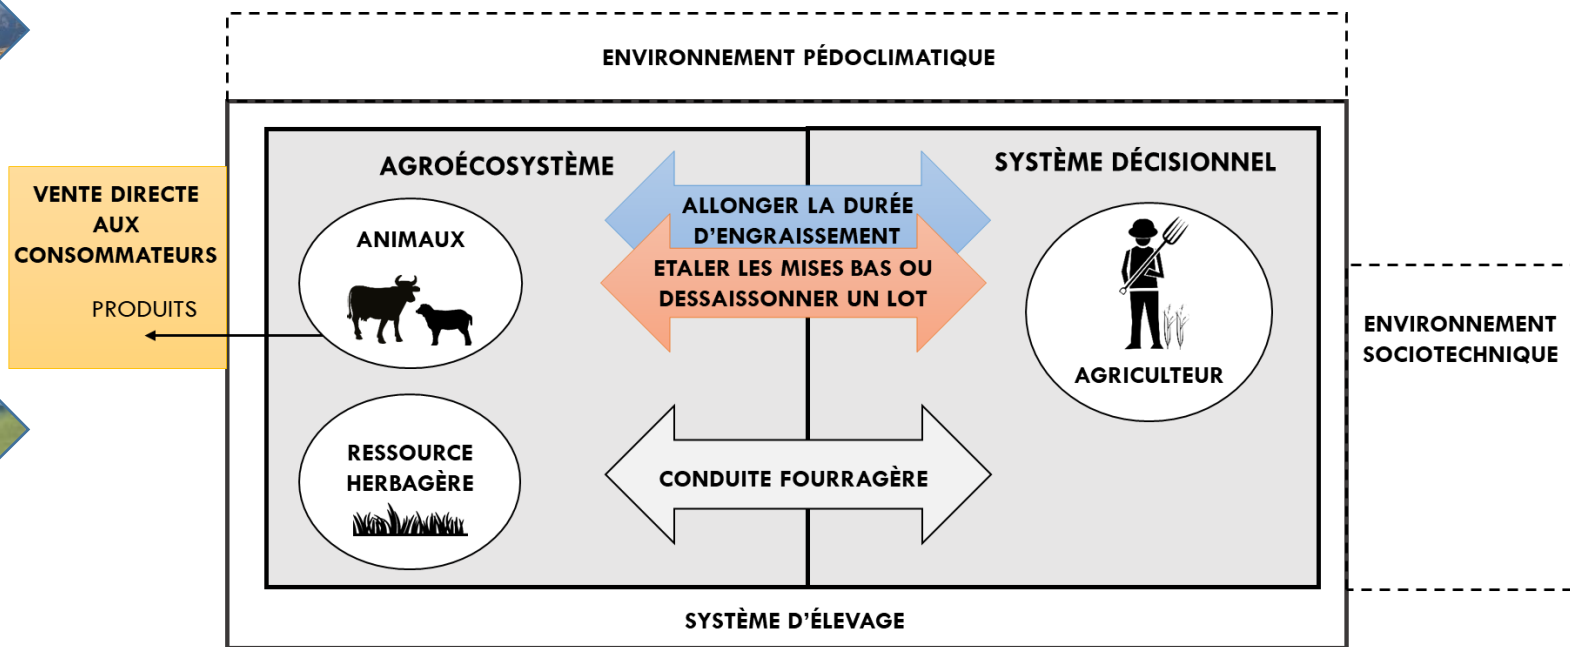 ENVIRONNEMENT PÉDOCLIMATIQUE
AGROÉCOSYSTÈME
SYSTÈME DÉCISIONNEL
VENTE DIRECTE
AUX
CONSOMMATEURS
PRODUITS
ANIMAUX
ALLONGER LA DURÉE
D'ENGRAISSEMENT
ETALER LES MISES BAS OU
DESSAISSONNER UN LOT
AGRICULTEUR
ENVIRONNEMENT
SOCIOTECHNIQUE
RESSOURCE
HERBAGÈRE
CONDUITE FOURRAGÈRE
SYSTÈME D'ÉLEVAGE